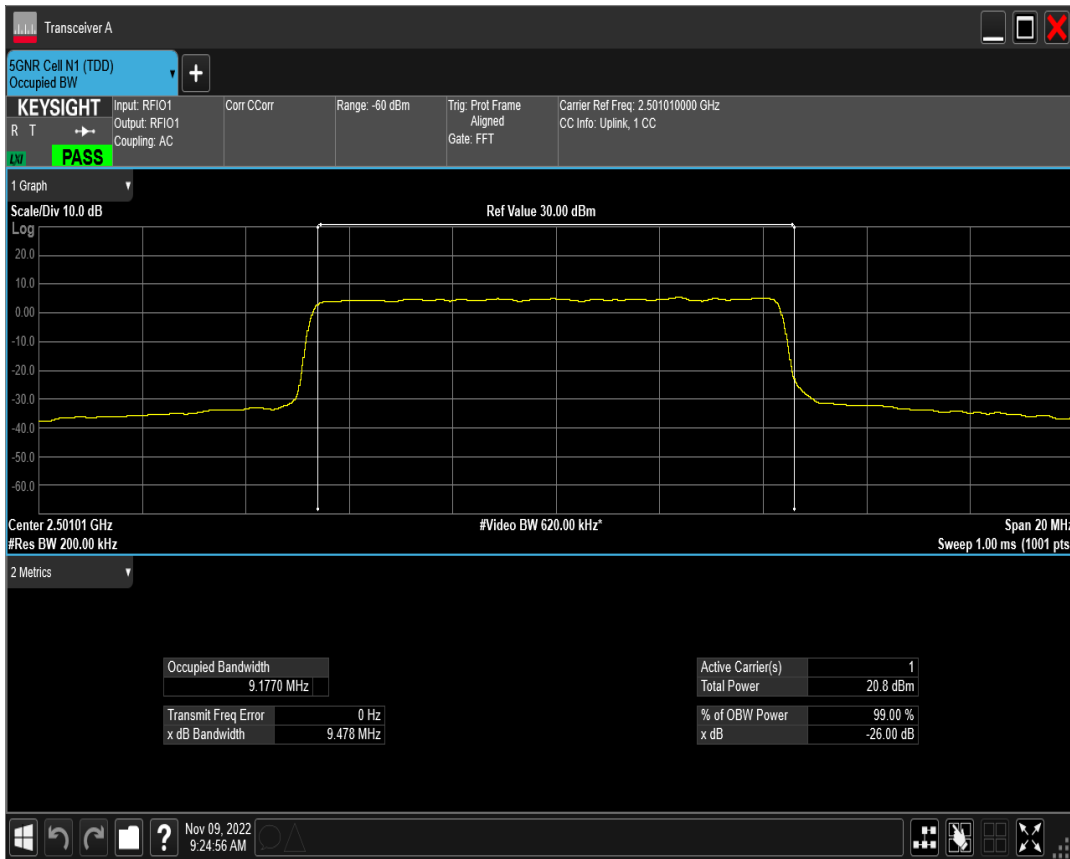 Transceiver A
5GNR Cell N1 (TDD)
Occupied BW
+
KEYSIGHT
R T
LXI
PASS
Input: RFIO1
Output: RFIO1
Coupling: AC
Corr CCorr
Range: -60 dBm
Trig: Prot Frame
Aligned
Gate: FFT
Carrier Ref Freq: 2.501010000 GHz
CC Info: Uplink, 1 CC
1 Graph
Scale/Div 10.0 dB
Ref Value 30.00 dBm
Log
20.0
10.0
0.00
-10.0
-20.0
-30.0
-40.0
-50.0
-60.0
Center 2.50101 GHz
#Video BW 620.00 kHz*
Span 20 MHz
#Res BW 200.00 kHz
Sweep 1.00 ms (1001 pts
2 Metrics
Occupied Bandwidth
9.1770 MHz
Transmit Freq Error 0 Hz
x dB Bandwidth 9.478 MHz
Active Carrier(s) 1
Total Power 20.8 dBm
% of OBW Power 99.00 %
x dB -26.00 dB
?
Nov 09, 2022
9:24:56 AM